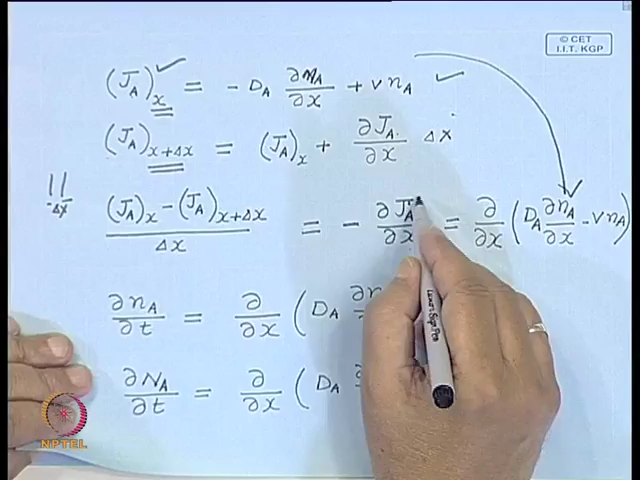 © CET
I.I.T. KGP
(J_A)_x = - D_A ∂n_A/∂x + v n_A
(J_A)_{x+Δx} = (J_A)_x + ∂J_A/∂x Δx
((J_A)_x - (J_A)_{x+Δx})/Δx = - ∂J_A/∂x = ∂/∂x (D_A ∂n_A/∂x - v n_A)
Δx
∂n_A/∂t = ∂/∂x ( D_A
∂N_A/∂t = ∂/∂x ( D_A